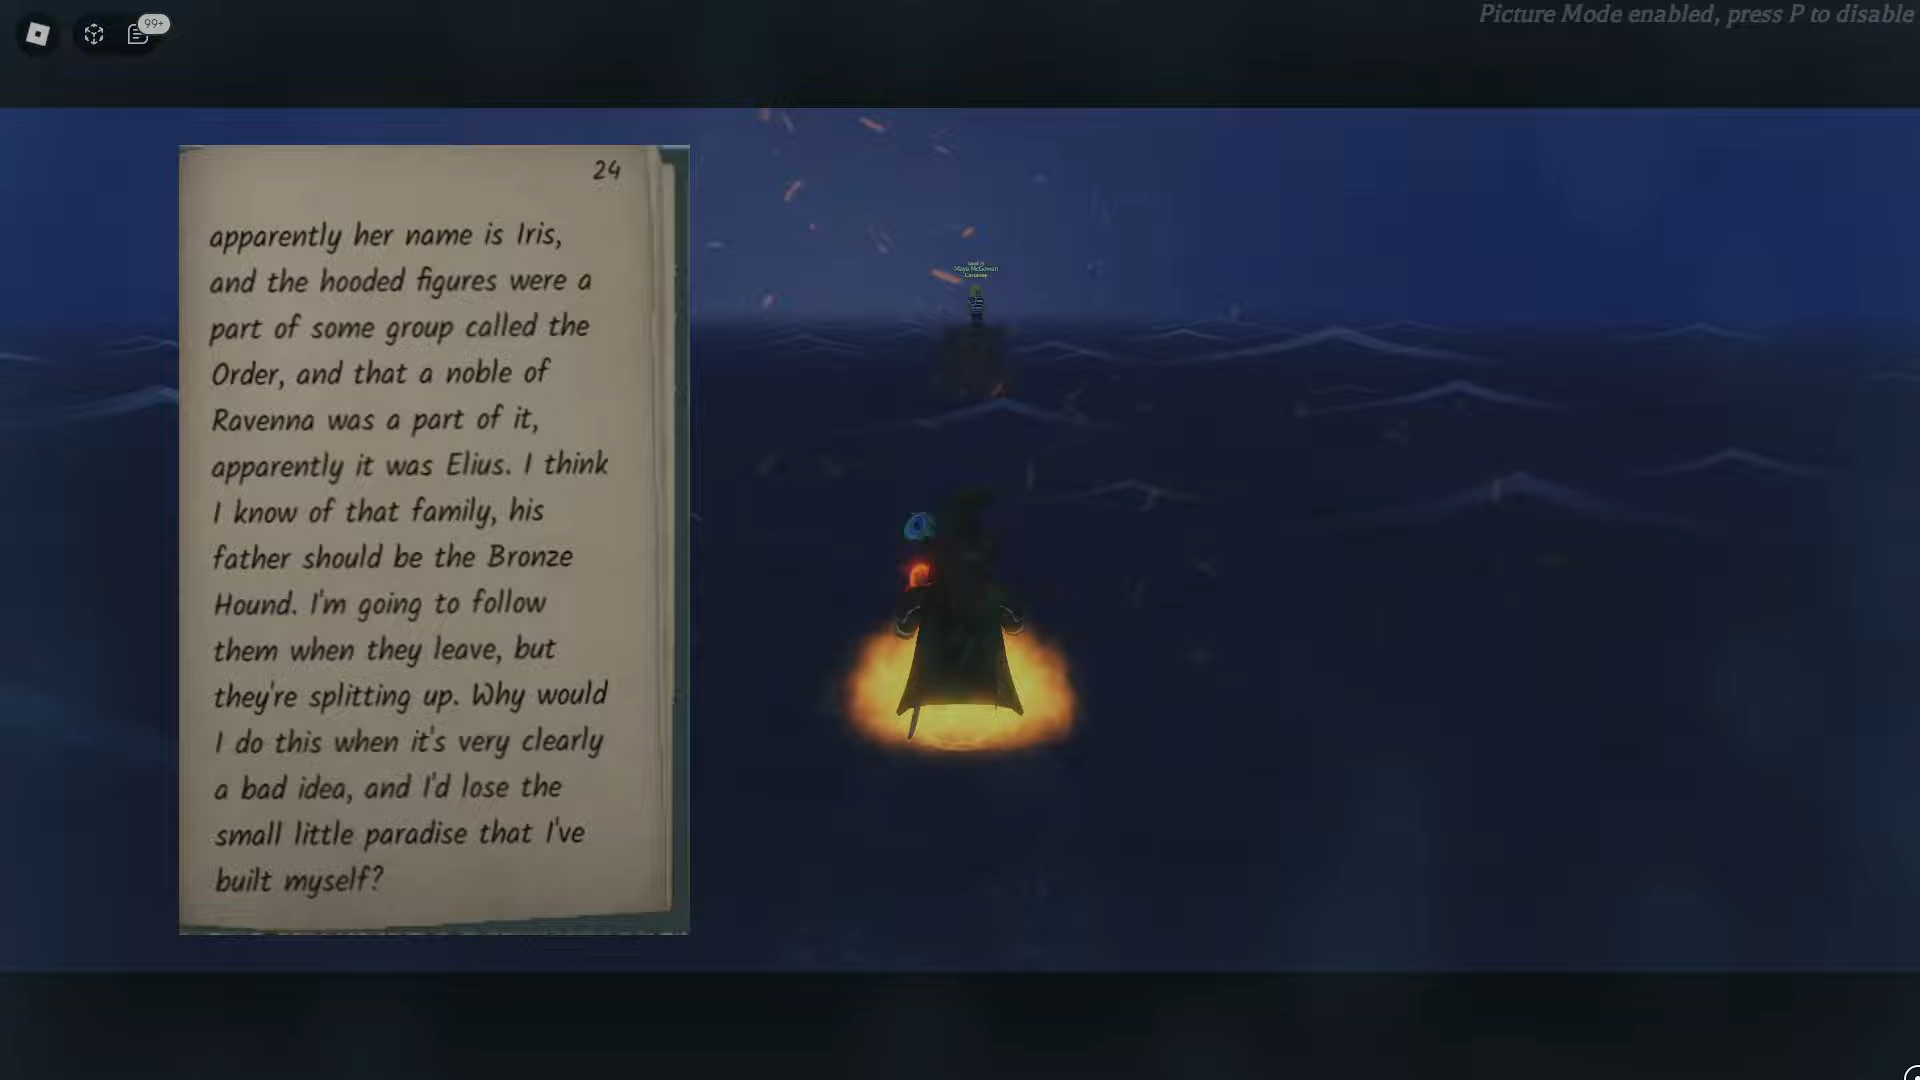 99+
Picture Mode enabled, press P to disable
24
apparently her name is Iris,
and the hooded figures were a
part of some group called the
Order, and that a noble of
Ravenna was a part of it,
apparently it was Elius. I think
I know of that family, his
father should be the Bronze
Hound. I'm going to follow
them when they leave, but
they're splitting up. Why would
I do this when it's very clearly
a bad idea, and I'd lose the
small little paradise that I've
built myself?
Maya McGowan
Castaway